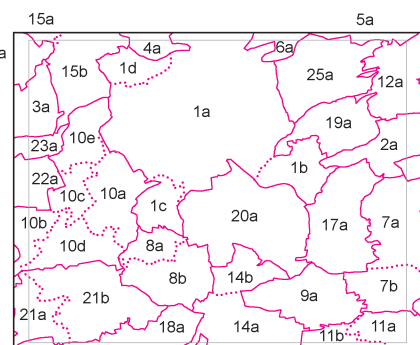 15a 5a
a
4a 6a
15b 1d 25a 12a
3a 1a
19a
23a 10e 2a
22a 1b
10c 10a
1c
10b 20a 17a 7a
10d 8a
8b 14b 7b
21b 9a
21a
18a 14a 11b 11a